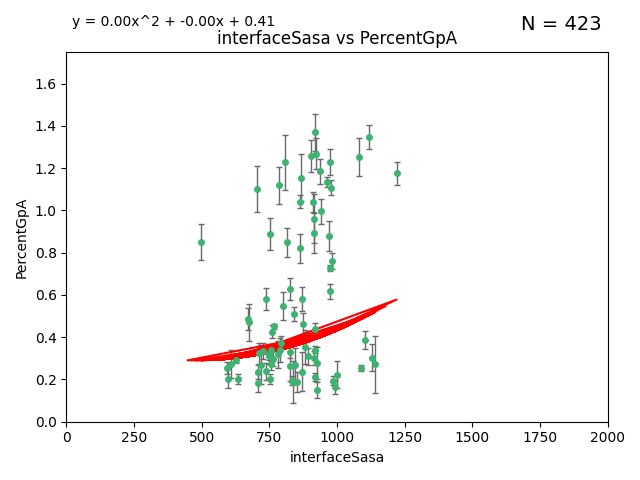 y = 0.00x^2 + -0.00x + 0.41
N = 423
interfaceSasa vs PercentGpA
PercentGpA
1.6
1.4
1.2
1.0
0.8
0.6
0.4
0.2
0.0
0 250 500 750 1000 1250 1500 1750 2000
interfaceSasa